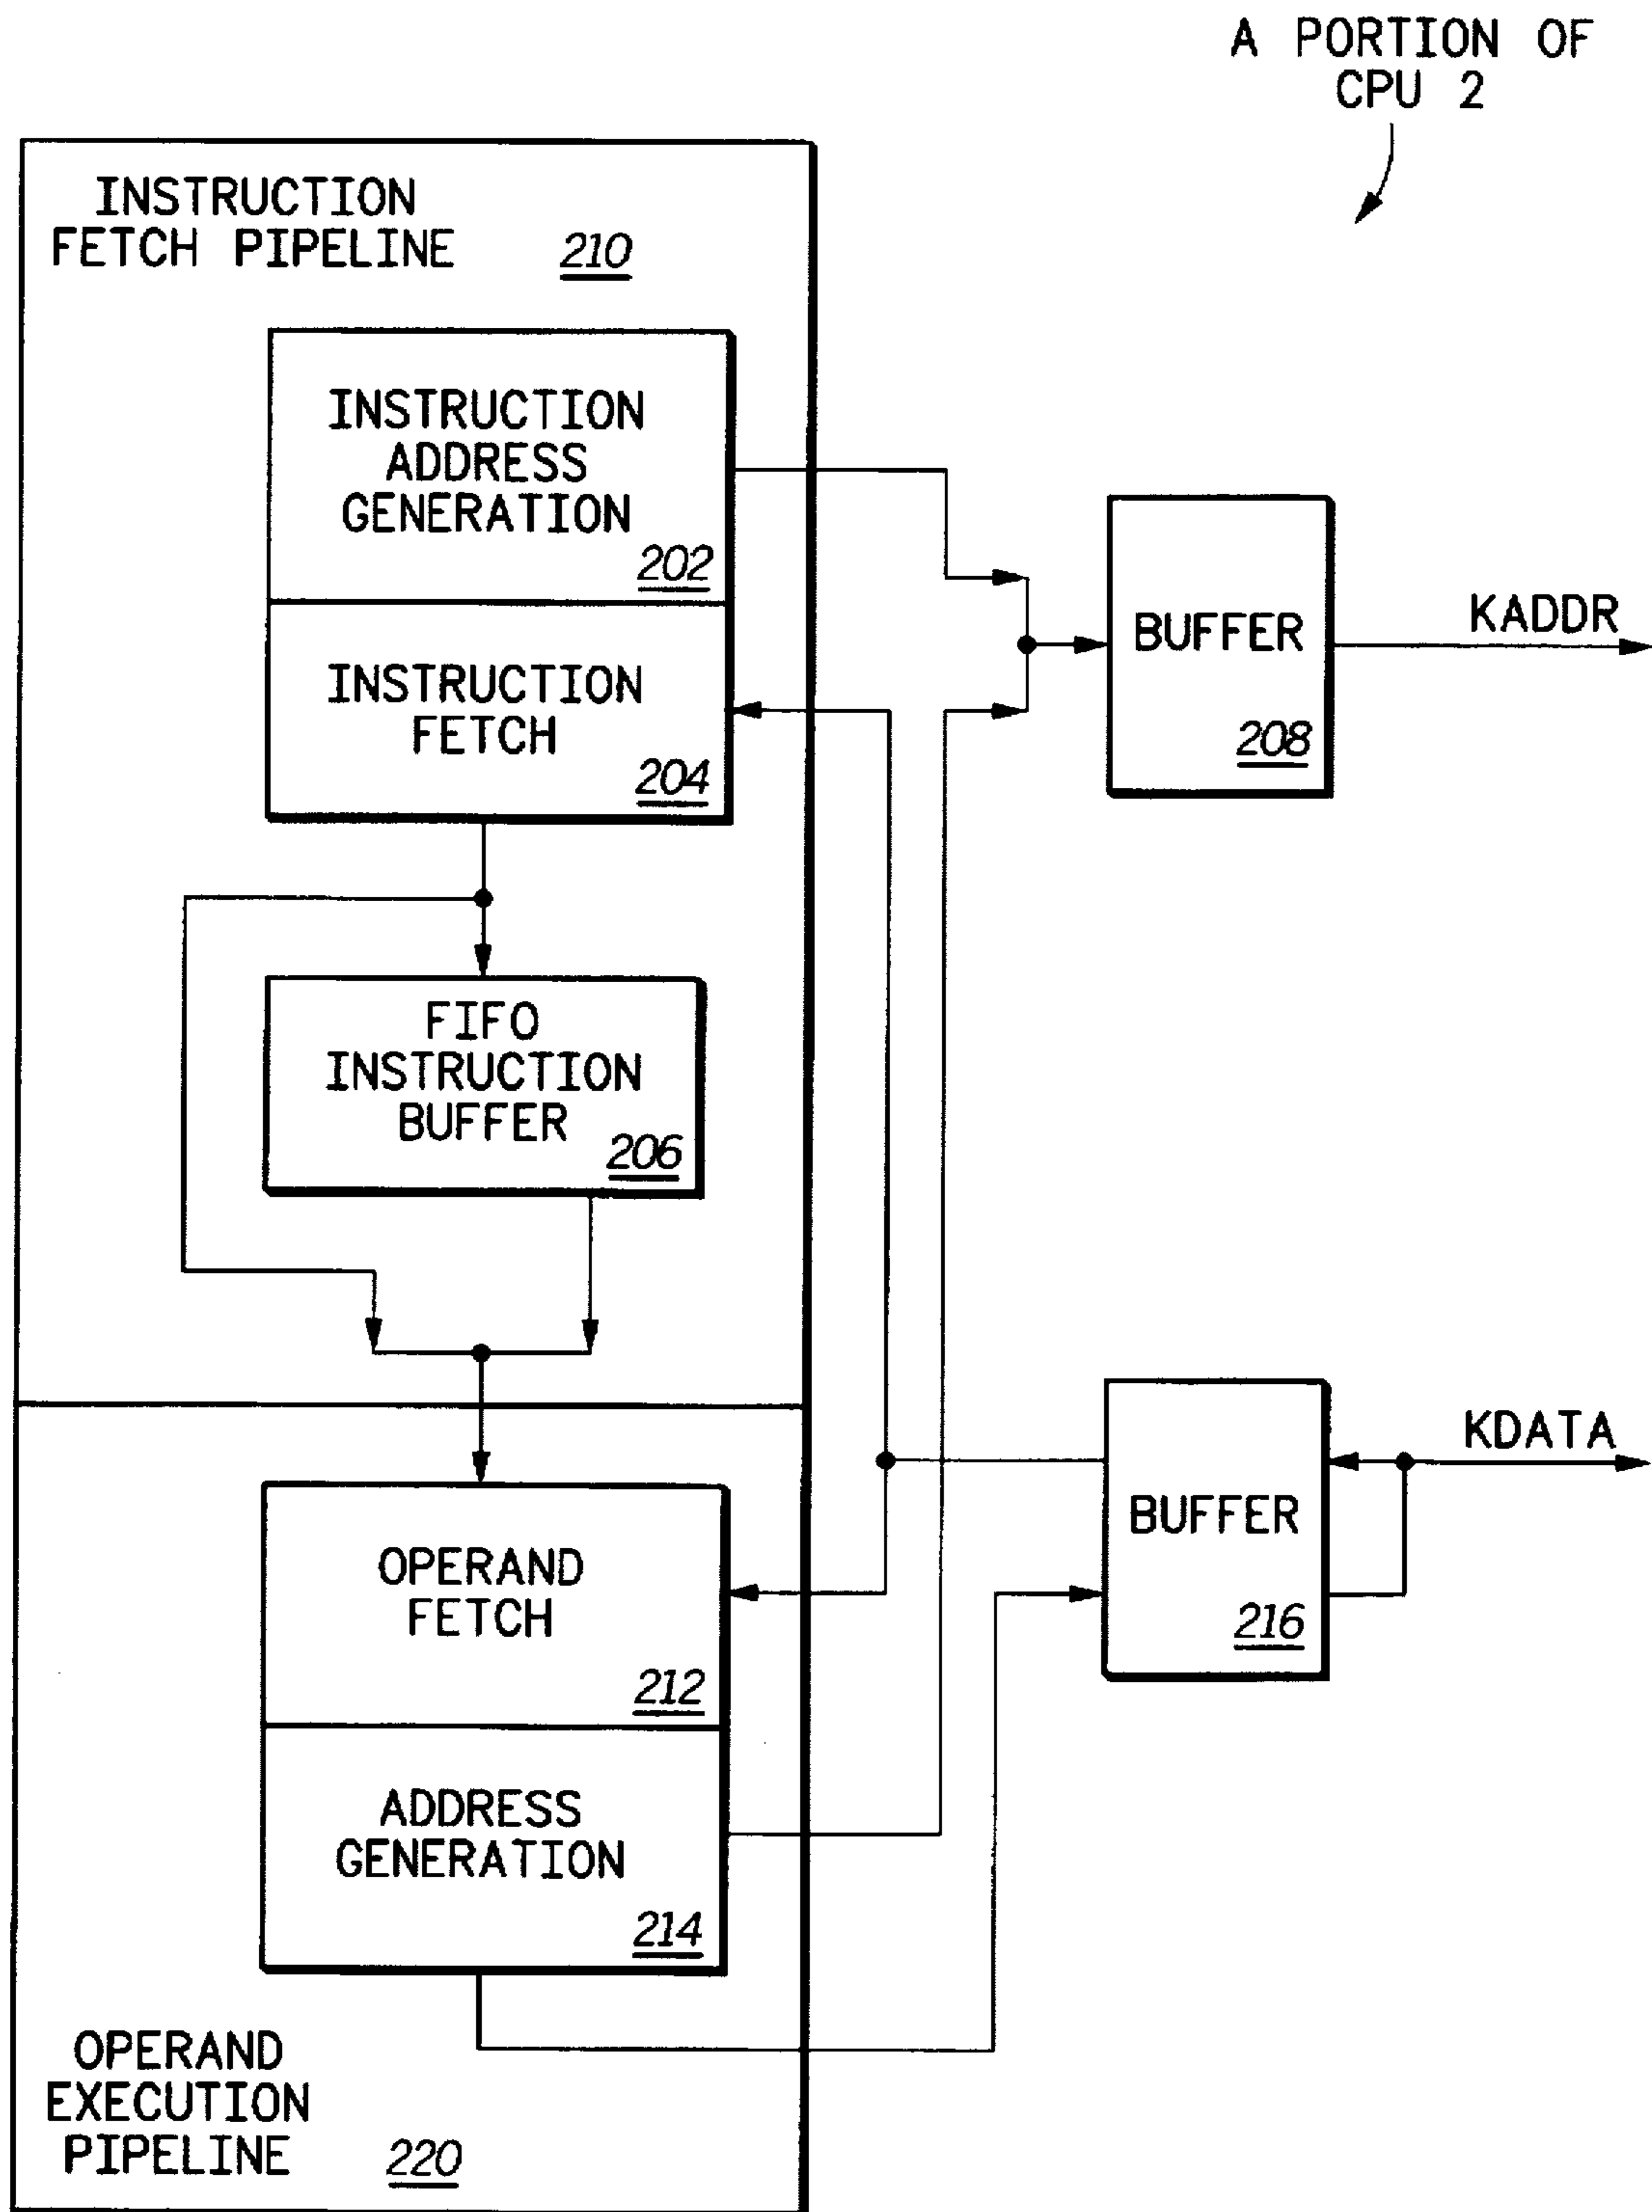 A PORTION OF
CPU 2
INSTRUCTION
FETCH PIPELINE 210
INSTRUCTION
ADDRESS
GENERATION
202
INSTRUCTION
FETCH
204
BUFFER
208
KADDR
FIFO
INSTRUCTION
BUFFER
206
OPERAND
FETCH
212
ADDRESS
GENERATION
214
BUFFER
216
KDATA
OPERAND
EXECUTION
PIPELINE 220